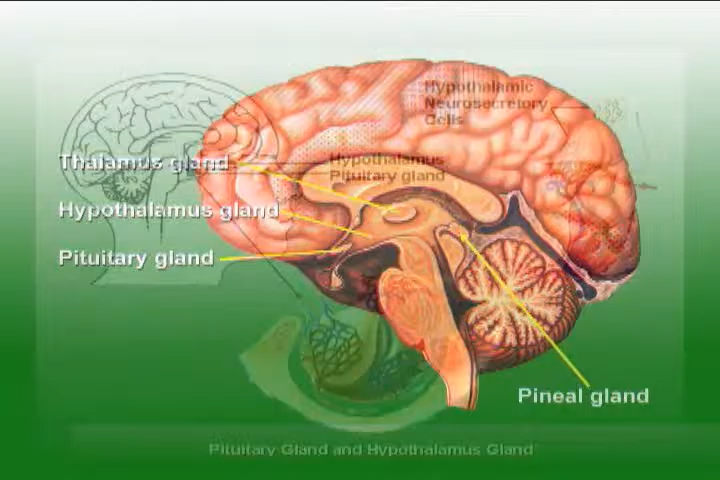 Hypothalamic
Neurosecretory
Cells
Thalamus gland
Hypothalamus
Pituitary gland
Hypothalamus gland
Pituitary gland
Pineal gland
Pituitary Gland and Hypothalamus Gland